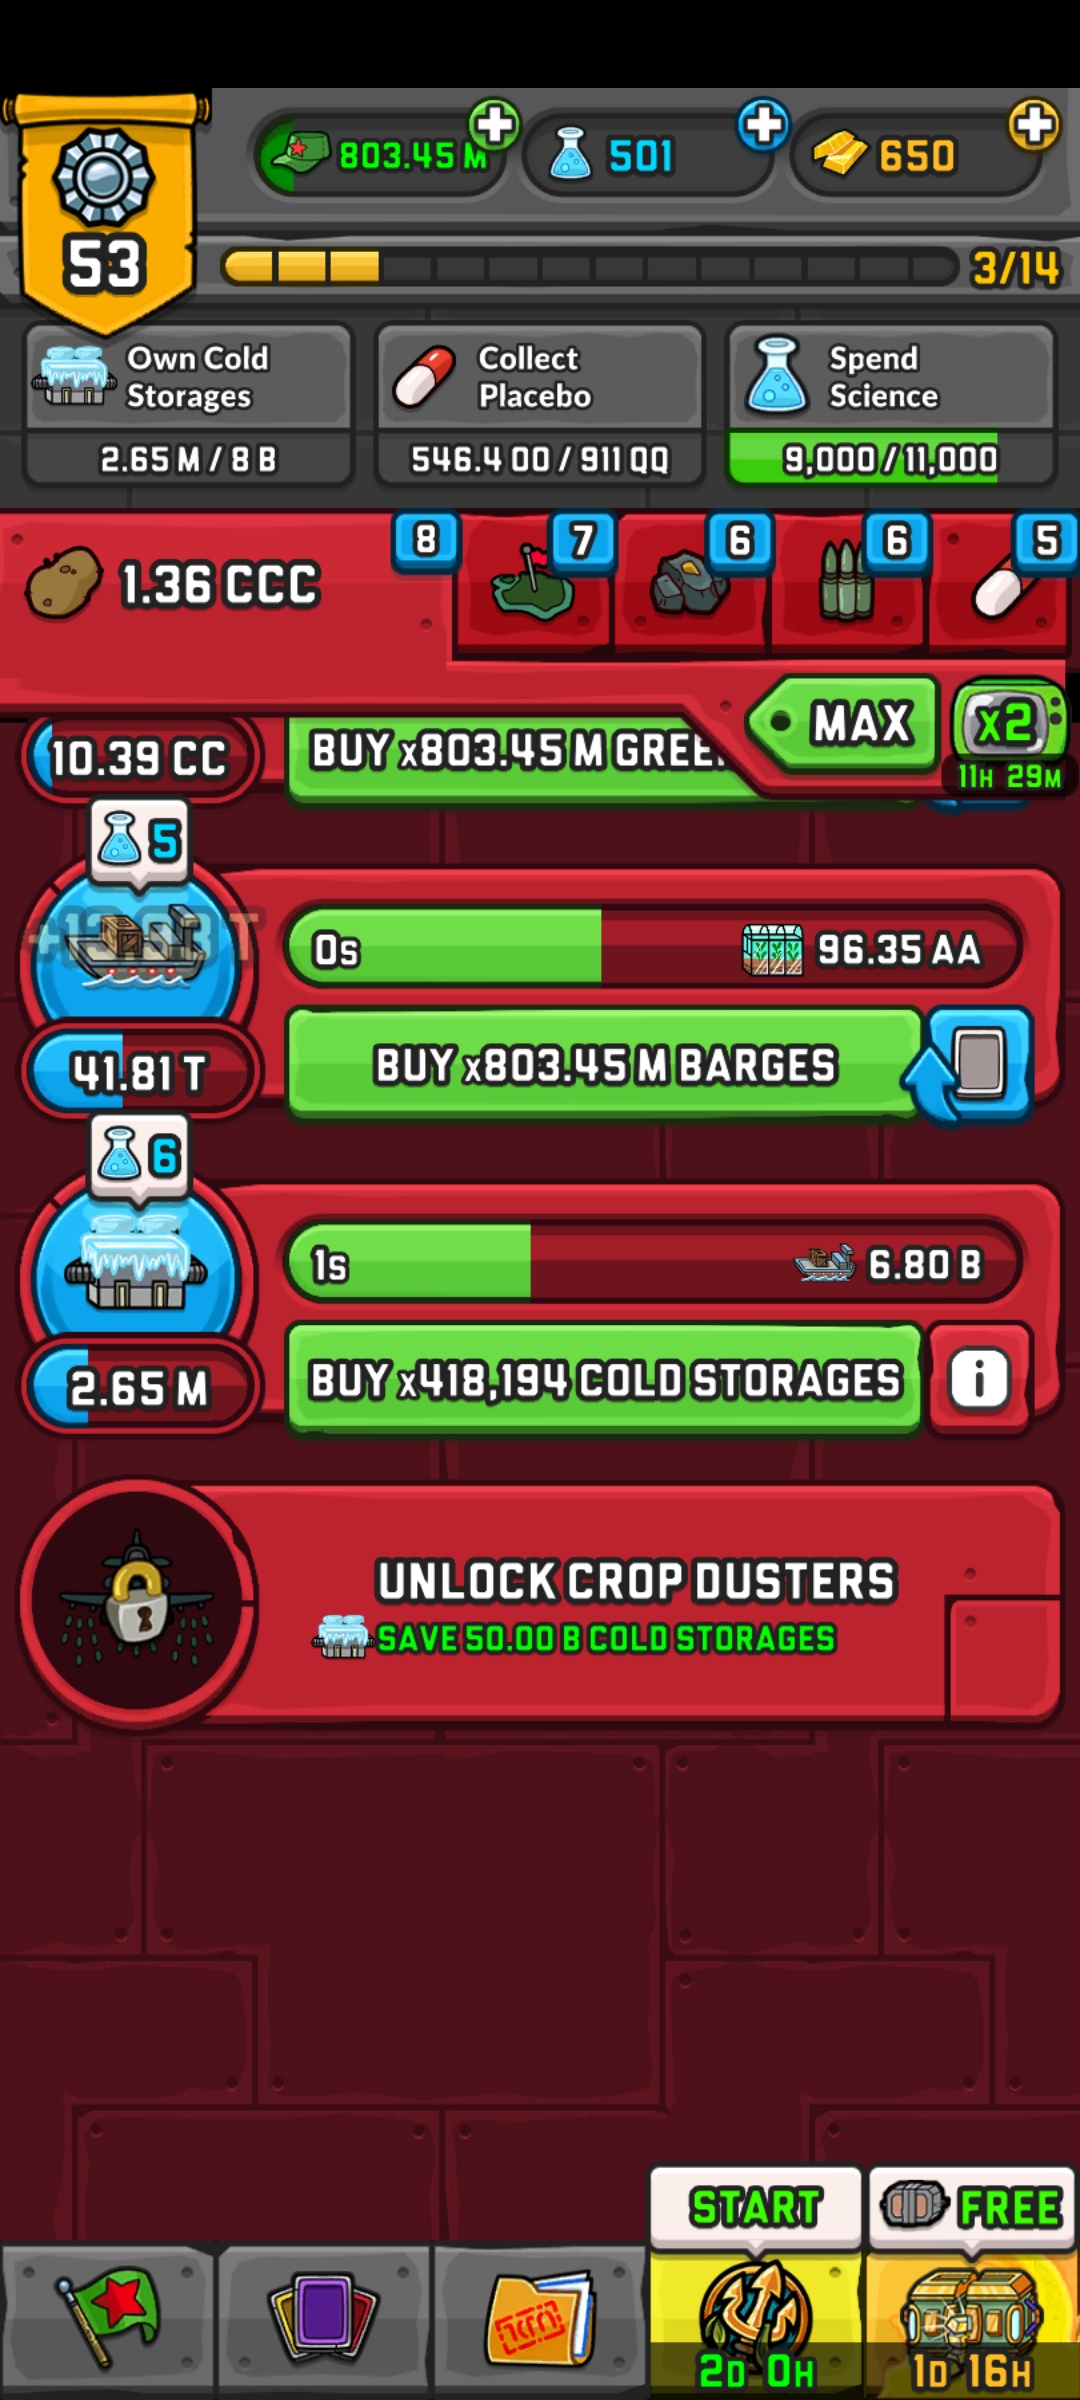 803.45 M
501
650
53
3/14
Own Cold
Storages
2.65 M / 8 B
Collect
Placebo
546.4 OO / 911 QQ
Spend
Science
9,000 / 11,000
1.36 CCC
8
7
6
6
5
MAX
X2
11H 29M
10.39 CC
BUY x803.45 M GREE
5
0s
96.35 AA
41.81 T
BUY x803.45 M BARGES
6
1s
6.80 B
2.65 M
BUY x418,194 COLD STORAGES
i
UNLOCK CROP DUSTERS
SAVE 50.00 B COLD STORAGES
START
FREE
2D 0H
1D 16H